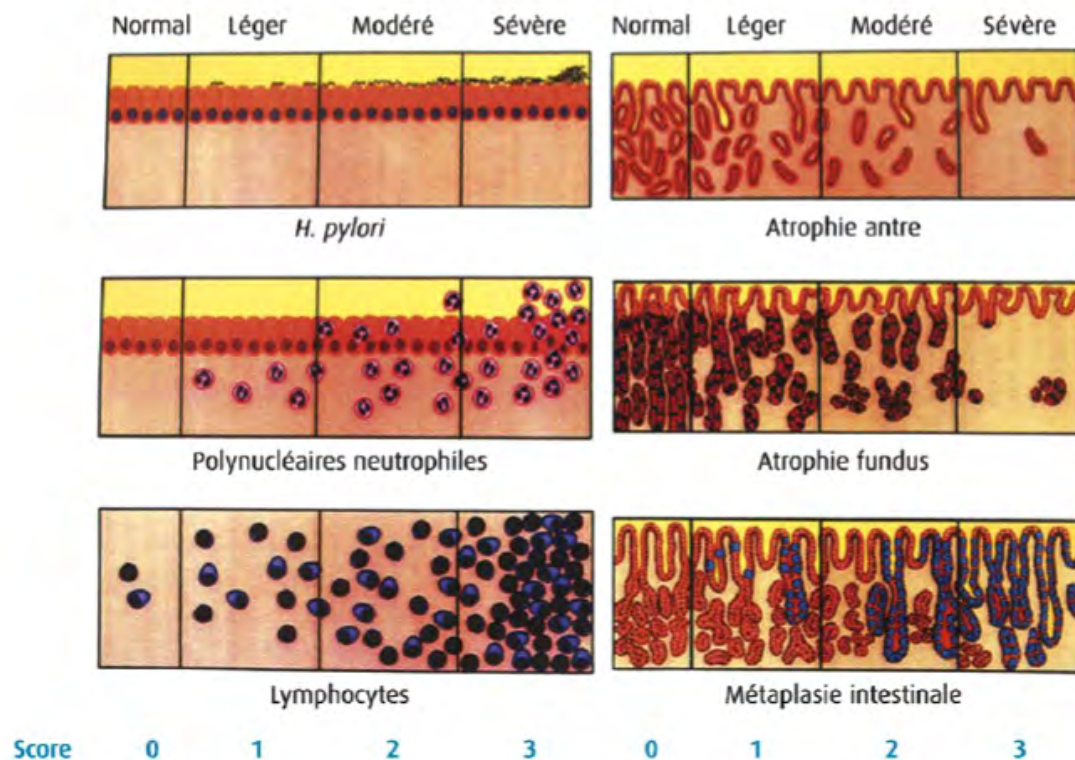 Normal Léger Modéré Sévère Normal Léger Modéré Sévère
H. pylori Atrophie antre
Polynucléaires neutrophiles Atrophie fundus
Lymphocytes Métaplasie intestinale
Score 0 1 2 3 0 1 2 3